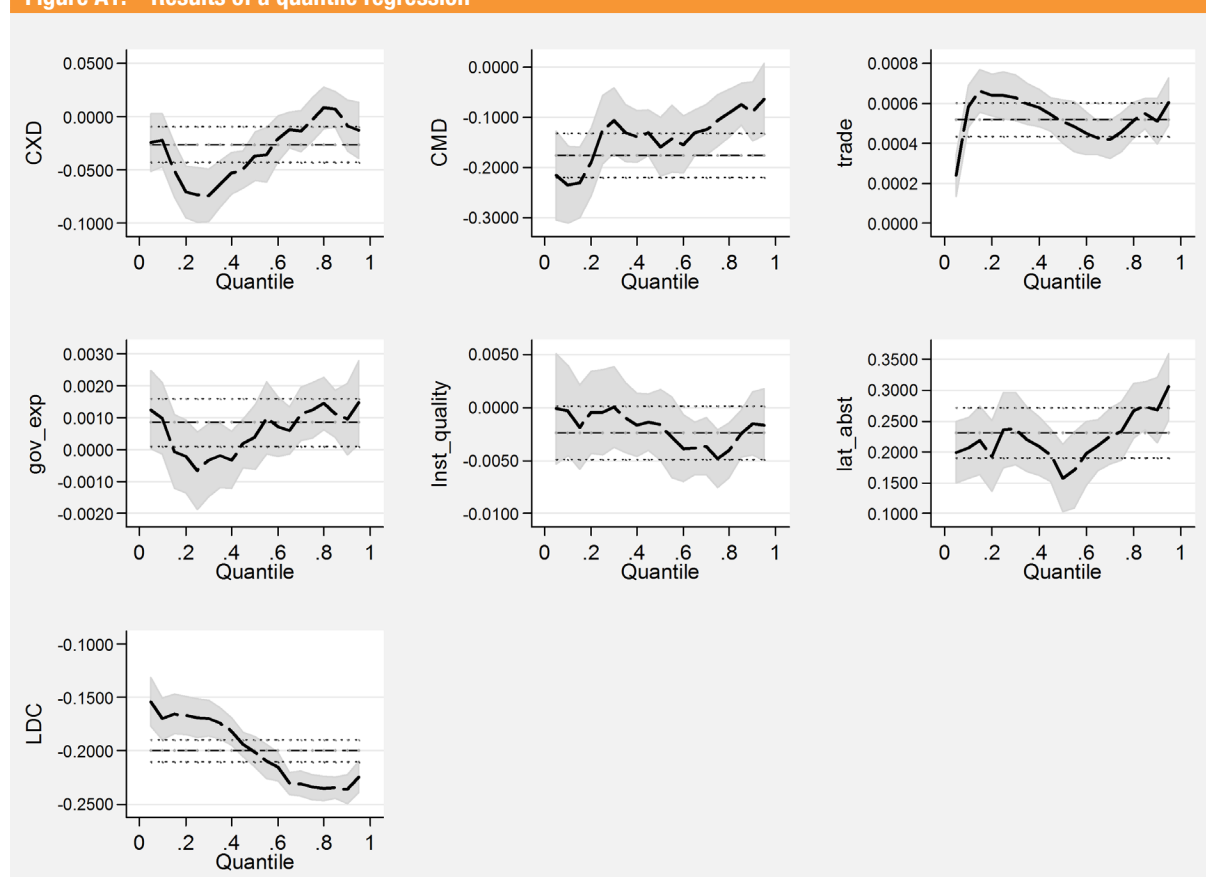 Figure A1. Results of a quantile regression
0.0500
0.0000
-0.0500
-0.1000
CXD
0 .2 .4 .6 .8 1
Quantile
0.0000
-0.1000
-0.2000
-0.3000
CMD
0 .2 .4 .6 .8 1
Quantile
0.0008
0.0006
0.0004
0.0002
0.0000
trade
0 .2 .4 .6 .8 1
Quantile
0.0030
0.0020
0.0010
0.0000
-0.0010
-0.0020
gov_exp
0 .2 .4 .6 .8 1
Quantile
0.0050
0.0000
-0.0050
-0.0100
Inst_quality
0 .2 .4 .6 .8 1
Quantile
0.3500
0.3000
0.2500
0.2000
0.1500
0.1000
lat_abst
0 .2 .4 .6 .8 1
Quantile
-0.1000
-0.1500
-0.2000
-0.2500
LDC
0 .2 .4 .6 .8 1
Quantile